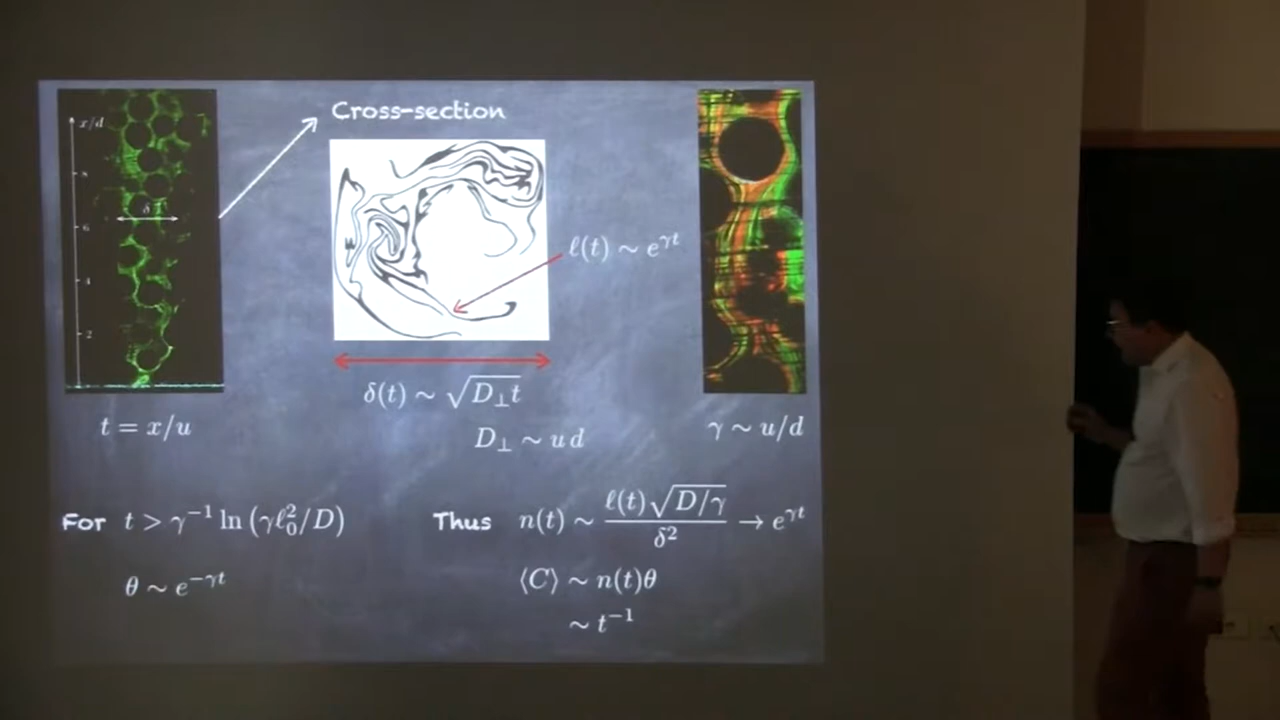 Cross-section
x/d
8
δ
6
4
2
ℓ(t) ∼ e^{γt}
δ(t) ∼ √(D_⊥ t)
t = x/u
D_⊥ ∼ u d
γ ∼ u/d
For t > γ^{-1} ln (γℓ_0^2/D)
Thus n(t) ∼ ℓ(t)√(D/γ) / δ^2 → e^{γt}
θ ∼ e^{-γt}
⟨C⟩ ∼ n(t)θ
∼ t^{-1}